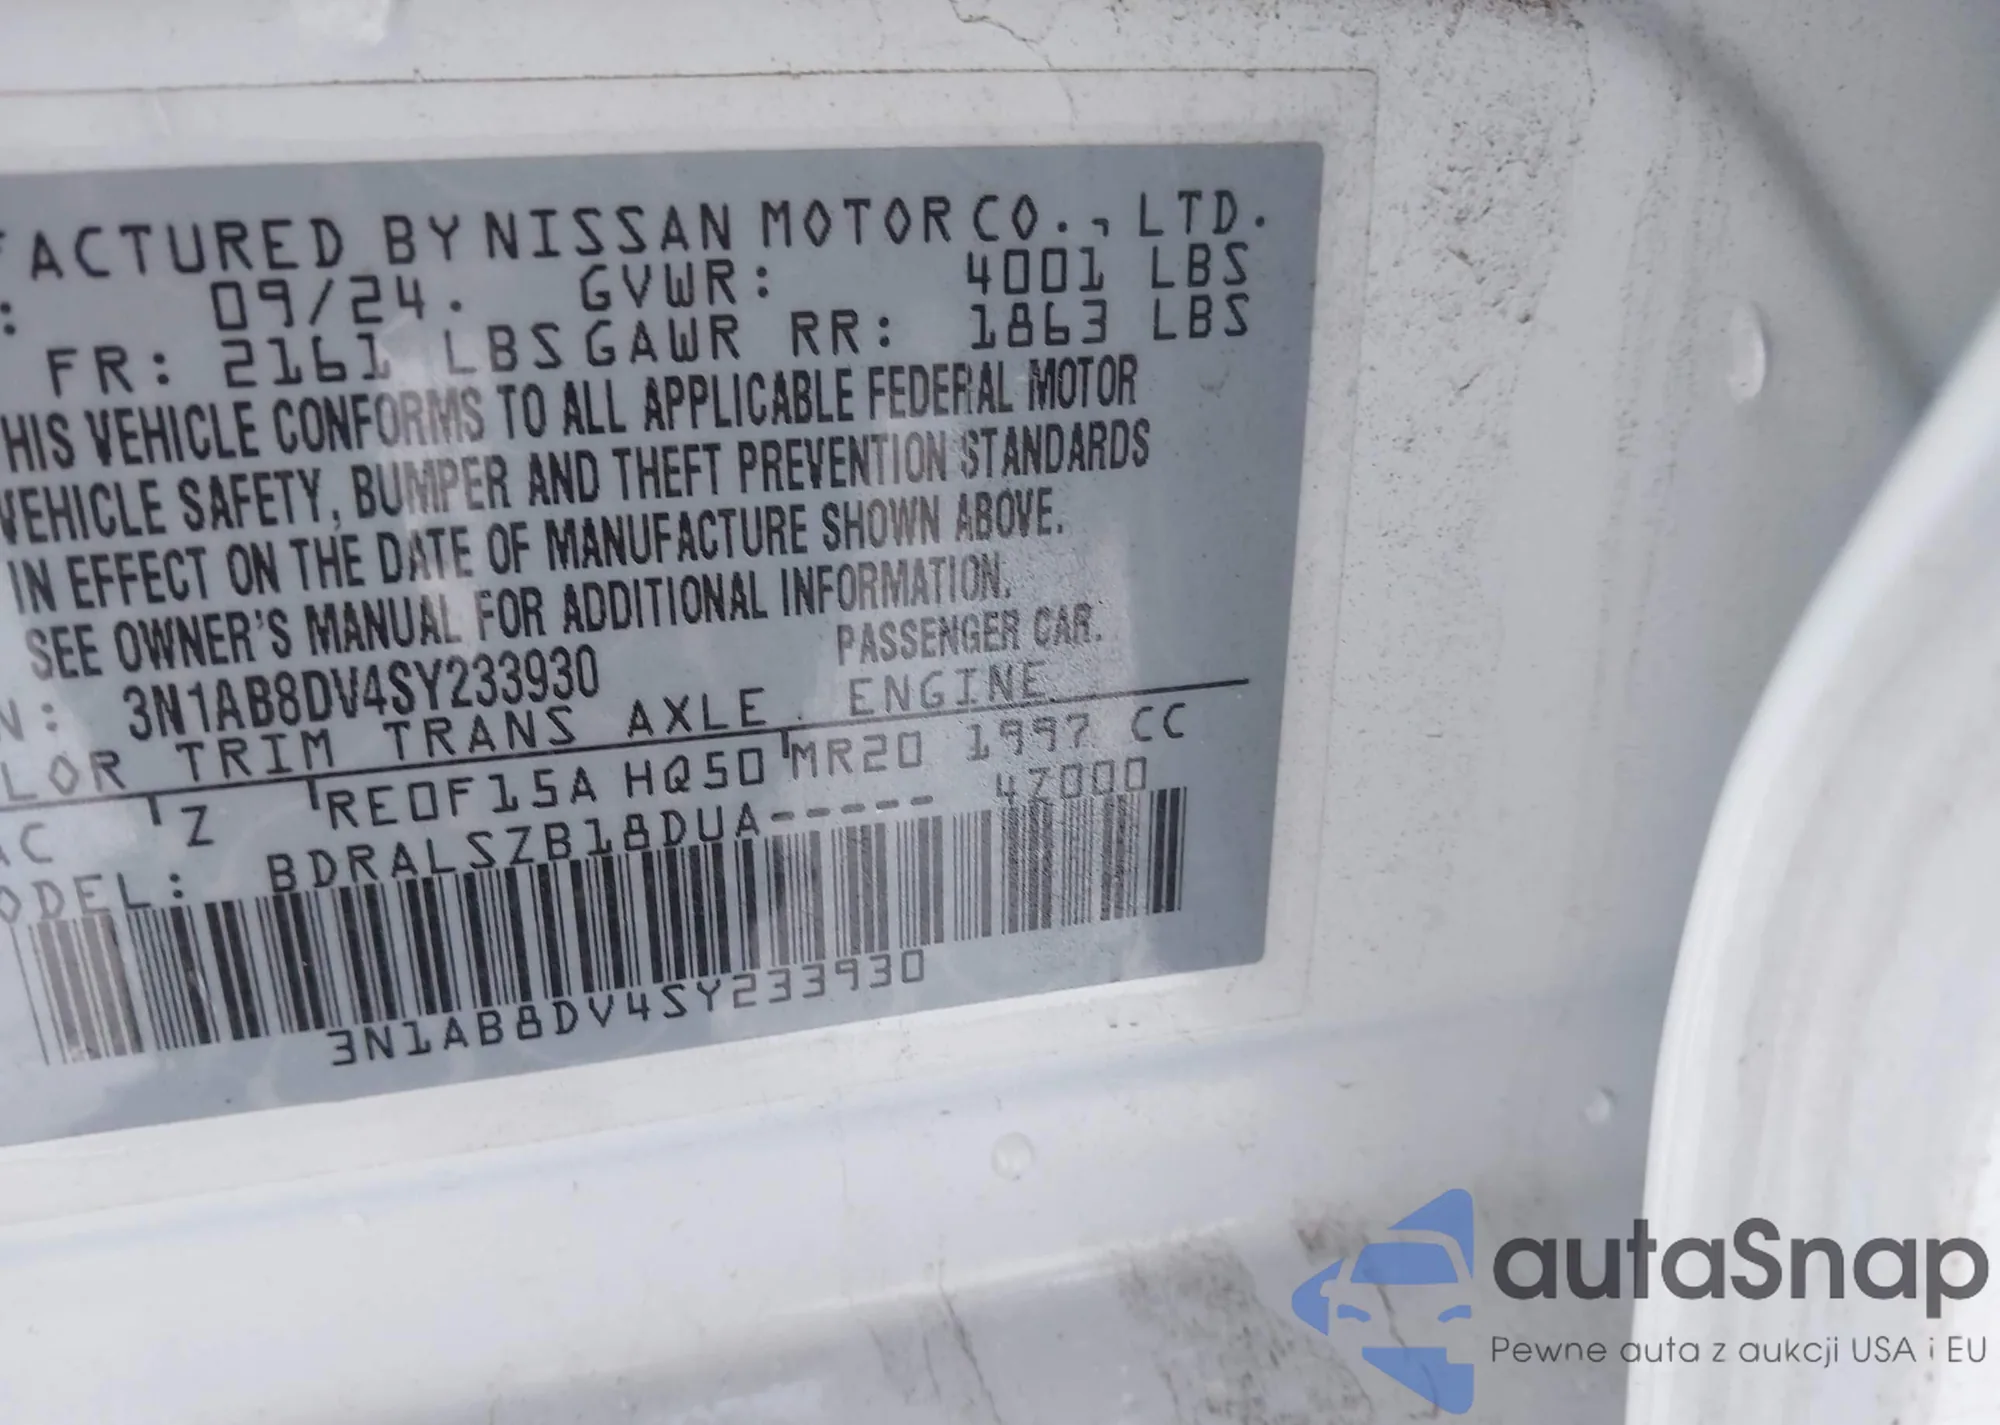 FACTURED BY NISSAN MOTOR CO., LTD.
: 09/24. GVWR: 4001 LBS
FR: 2161 LBS GAWR RR: 1863 LBS
HIS VEHICLE CONFORMS TO ALL APPLICABLE FEDERAL MOTOR
VEHICLE SAFETY, BUMPER AND THEFT PREVENTION STANDARDS
IN EFFECT ON THE DATE OF MANUFACTURE SHOWN ABOVE.
SEE OWNER'S MANUAL FOR ADDITIONAL INFORMATION.
N: 3N1AB8DV4SY233930 PASSENGER CAR.
LOR TRIM TRANS AXLE ENGINE
AC Z RE0F15A HQ50 MR20 1997 CC
ODEL: BDRALSZB18DUA----- 4Z000
3N1AB8DV4SY233930
autaSnap
Pewne auta z aukcji USA i EU